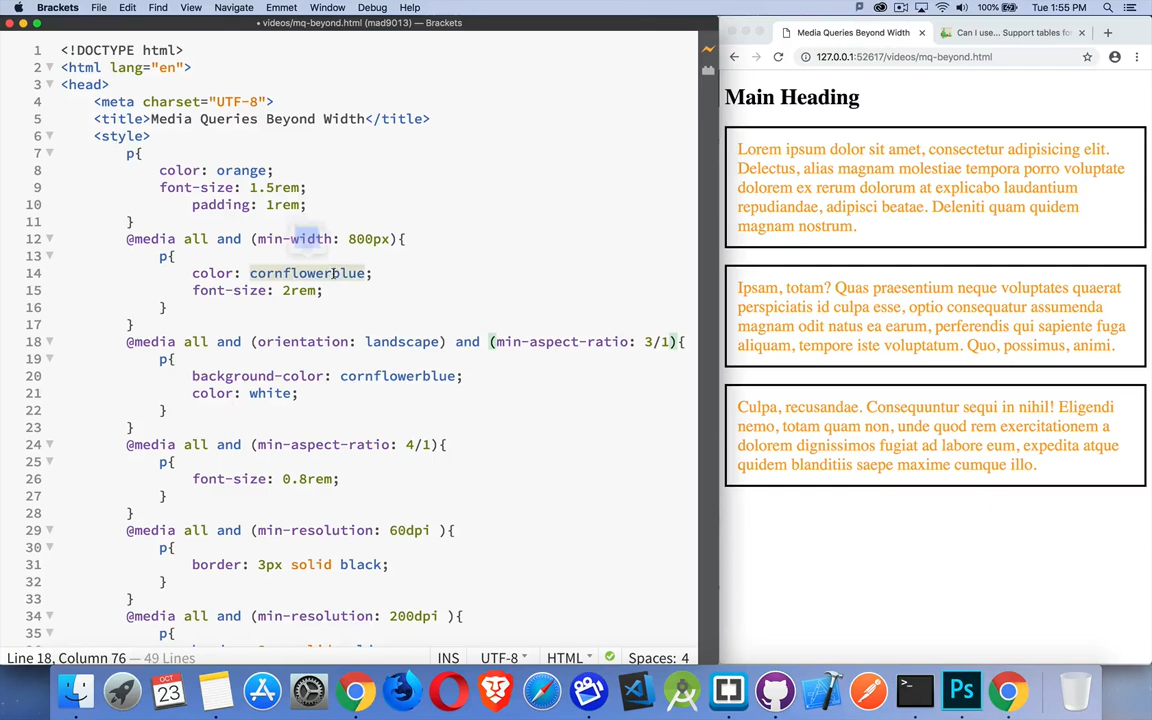 Brackets File Edit Find View Navigate Emmet Window Debug Help 100% Tue 1:55 PM
• videos/mq-beyond.html (mad9013) — Brackets
1 <!DOCTYPE html>
2 <html lang="en">
3 <head>
4 <meta charset="UTF-8">
5 <title>Media Queries Beyond Width</title>
6 <style>
7 p{
8 color: orange;
9 font-size: 1.5rem;
10 padding: 1rem;
11 }
12 @media all and (min-width: 800px){
13 p{
14 color: cornflowerblue;
15 font-size: 2rem;
16 }
17 }
18 @media all and (orientation: landscape) and (min-aspect-ratio: 3/1){
19 p{
20 background-color: cornflowerblue;
21 color: white;
22 }
23 }
24 @media all and (min-aspect-ratio: 4/1){
25 p{
26 font-size: 0.8rem;
27 }
28 }
29 @media all and (min-resolution: 60dpi ){
30 p{
31 border: 3px solid black;
32 }
33 }
34 @media all and (min-resolution: 200dpi ){
35 p{
Line 18, Column 76 — 49 Lines INS UTF-8 HTML Spaces: 4
Media Queries Beyond Width Can I use... Support tables fo
127.0.0.1:52617/videos/mq-beyond.html
Main Heading
Lorem ipsum dolor sit amet, consectetur adipisicing elit.
Delectus, alias magnam molestiae tempora porro voluptate
dolorem ex rerum dolorum at explicabo laudantium
repudiandae, adipisci beatae. Deleniti quam quidem
magnam nostrum.
Ipsam, totam? Quas praesentium neque voluptates quaerat
perspiciatis id culpa esse, optio consequatur assumenda
magnam odit natus ea earum, perferendis qui sapiente fuga
aliquam, tempore iste voluptatum. Quo, possimus, animi.
Culpa, recusandae. Consequuntur sequi in nihil! Eligendi
nemo, totam quam non, unde quod rem exercitationem a
dolorem dignissimos fugiat ad labore eum, expedita atque
quidem blanditiis saepe maxime cumque illo.
OCT
23
Ps